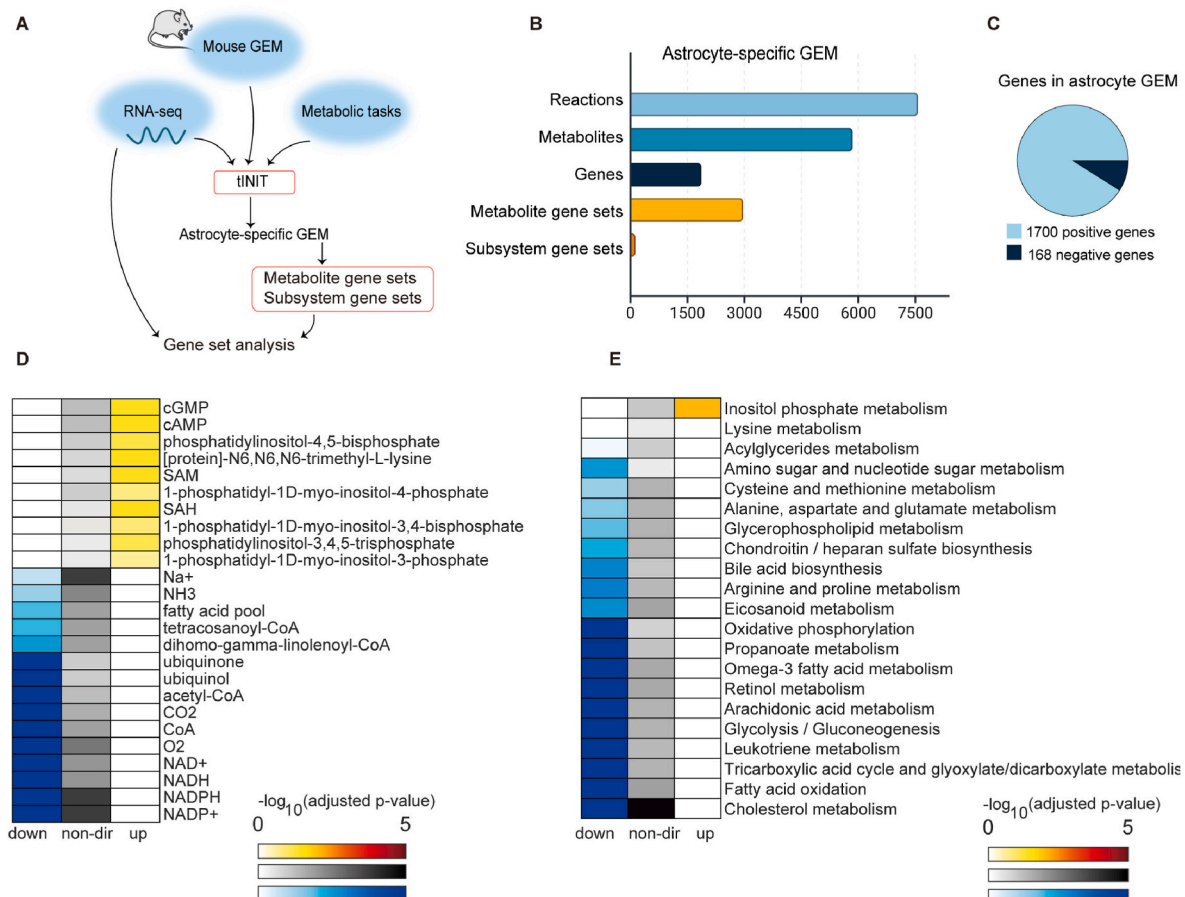 A
Mouse GEM
RNA-seq
Metabolic tasks
tINIT
Astrocyte-specific GEM
Metabolite gene sets
Subsystem gene sets
Gene set analysis
B
Astrocyte-specific GEM
Reactions
Metabolites
Genes
Metabolite gene sets
Subsystem gene sets
0 1500 3000 4500 6000 7500
C
Genes in astrocyte GEM
1700 positive genes
168 negative genes
D
cGMP
cAMP
phosphatidylinositol-4,5-bisphosphate
[protein]-N6,N6,N6-trimethyl-L-lysine
SAM
1-phosphatidyl-1D-myo-inositol-4-phosphate
SAH
1-phosphatidyl-1D-myo-inositol-3,4-bisphosphate
phosphatidylinositol-3,4,5-trisphosphate
1-phosphatidyl-1D-myo-inositol-3-phosphate
Na+
NH3
fatty acid pool
tetracosanoyl-CoA
dihomo-gamma-linolenoyl-CoA
ubiquinone
ubiquinol
acetyl-CoA
CO2
CoA
O2
NAD+
NADH
NADPH
NADP+
down non-dir up
-log10(adjusted p-value)
0 5
E
Inositol phosphate metabolism
Lysine metabolism
Acylglycerides metabolism
Amino sugar and nucleotide sugar metabolism
Cysteine and methionine metabolism
Alanine, aspartate and glutamate metabolism
Glycerophospholipid metabolism
Chondroitin / heparan sulfate biosynthesis
Bile acid biosynthesis
Arginine and proline metabolism
Eicosanoid metabolism
Oxidative phosphorylation
Propanoate metabolism
Omega-3 fatty acid metabolism
Retinol metabolism
Arachidonic acid metabolism
Glycolysis / Gluconeogenesis
Leukotriene metabolism
Tricarboxylic acid cycle and glyoxylate/dicarboxylate metabolis
Fatty acid oxidation
Cholesterol metabolism
down non-dir up
-log10(adjusted p-value)
0 5